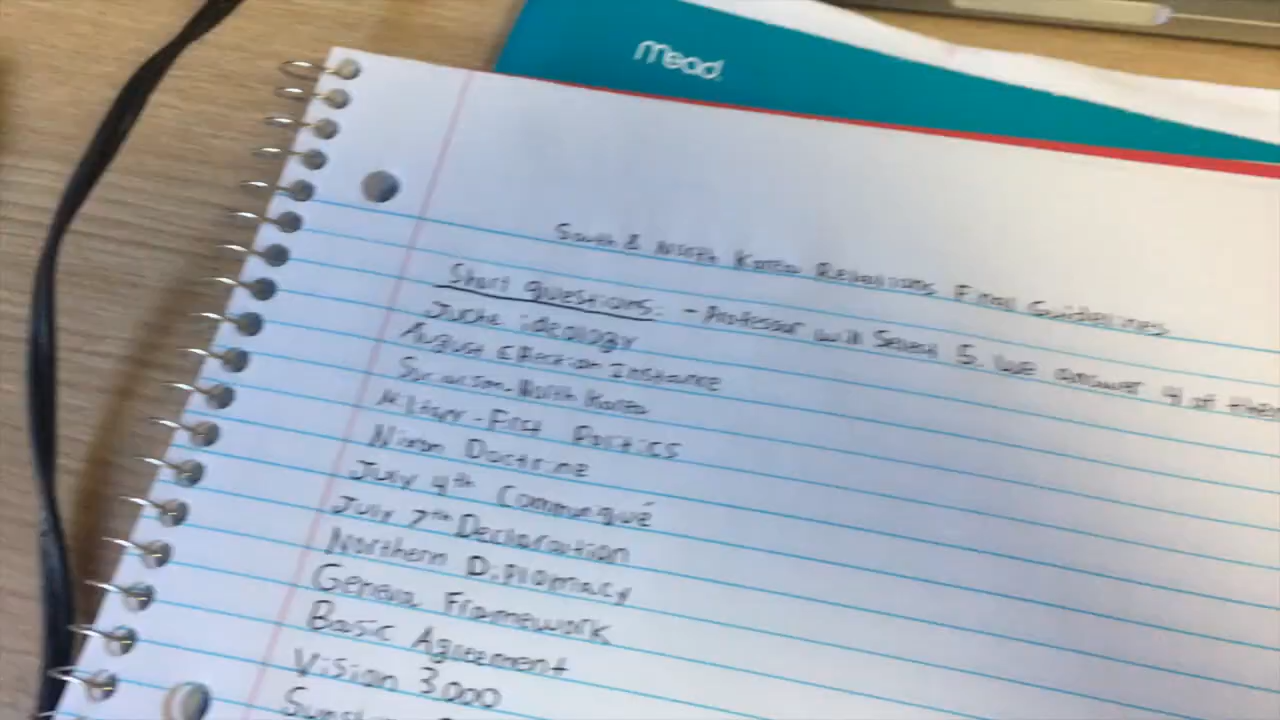 Mead
South & North Korea Relations Final Guidelines
Short questions: - Professor will Select 5. We answer 4 of them
Juche ideology
August Faction Instance
Songun-North Korea
Military-First Politics
Nixon Doctrine
July 4th Communiqué
July 7th Declaration
Northern Diplomacy
Geneva Framework
Basic Agreement
Vision 3000